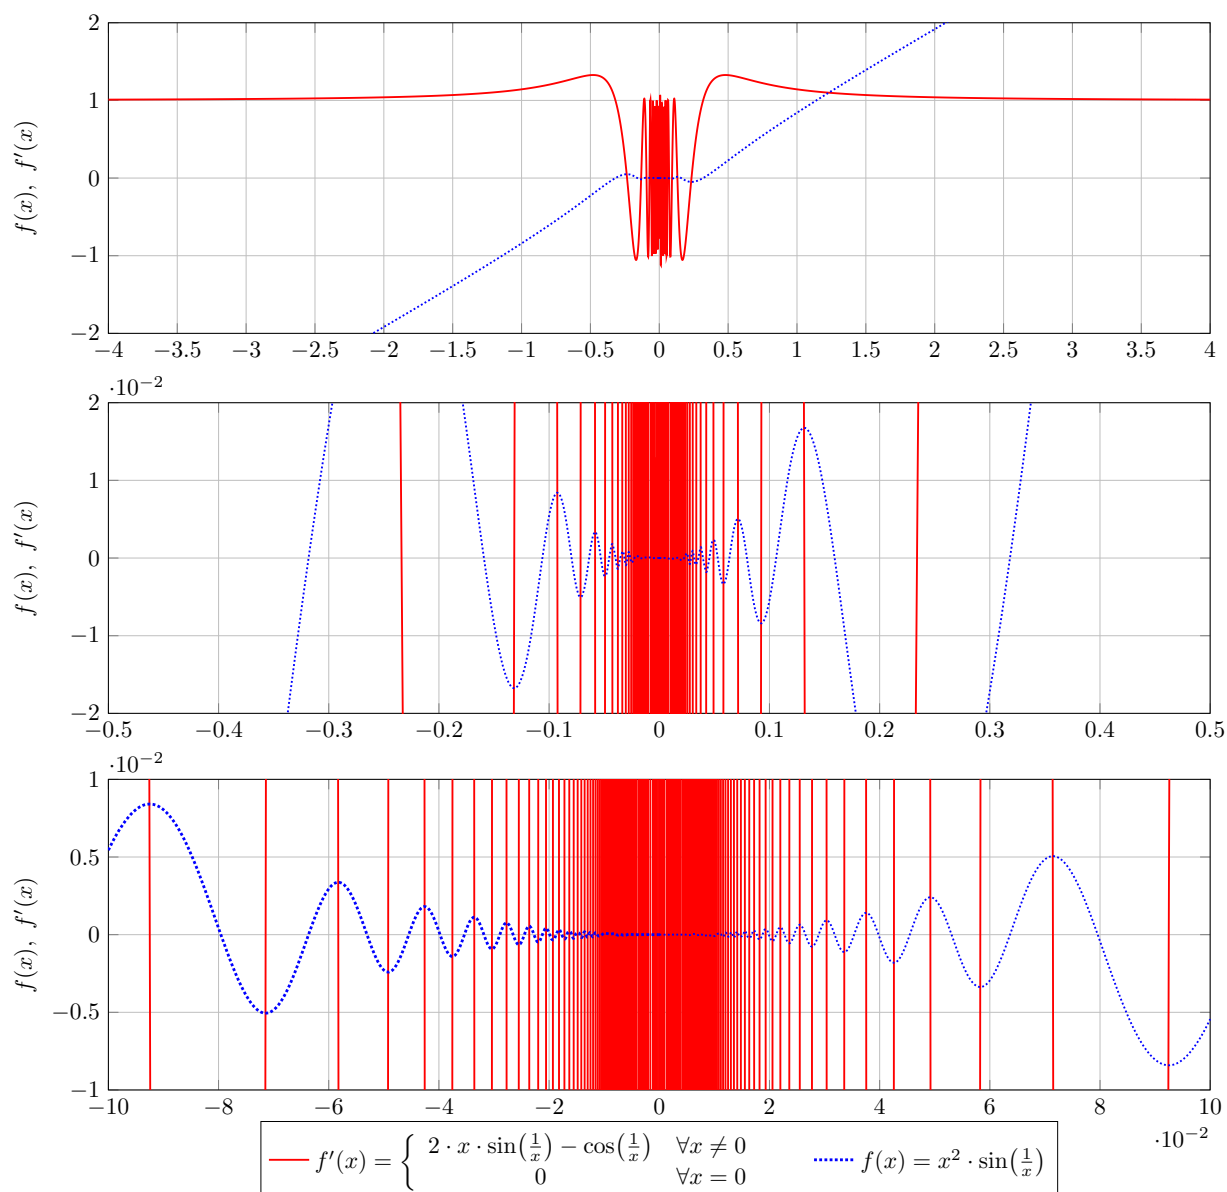 2
1
0
−1
−2
f(x), f′(x)
−4 −3.5 −3 −2.5 −2 −1.5 −1 −0.5 0 0.5 1 1.5 2 2.5 3 3.5 4
·10−2
2
1
0
−1
−2
f(x), f′(x)
−0.5 −0.4 −0.3 −0.2 −0.1 0 0.1 0.2 0.3 0.4 0.5
·10−2
1
0.5
0
−0.5
−1
f(x), f′(x)
−10 −8 −6 −4 −2 0 2 4 6 8 10
·10−2
f′(x) = { 2 · x · sin(1/x) − cos(1/x) ∀x ≠ 0
0 ∀x = 0
f(x) = x² · sin(1/x)